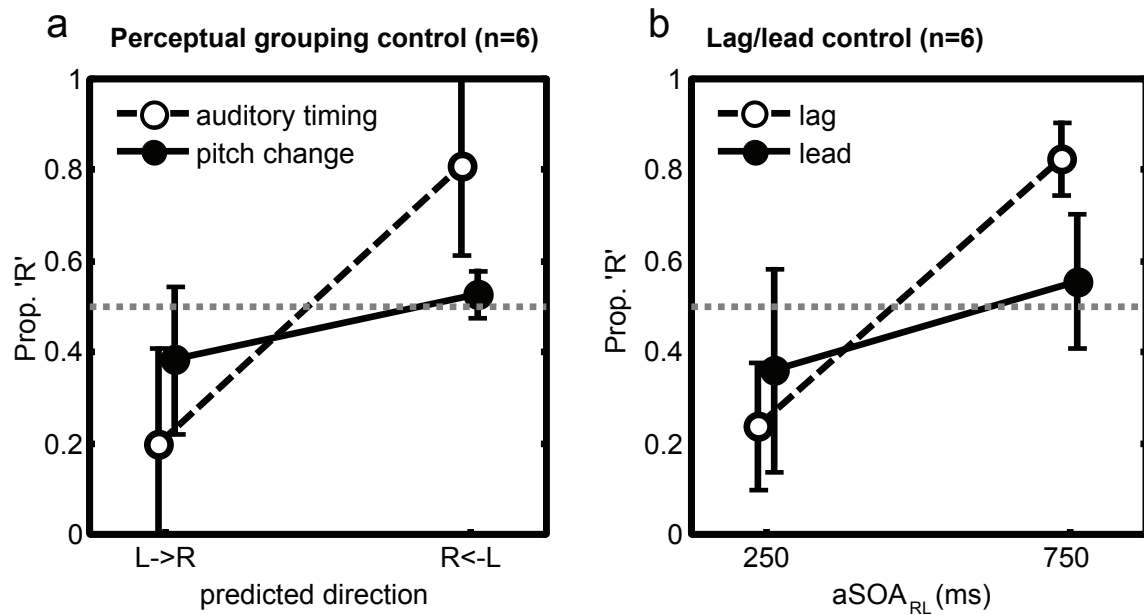 a
Perceptual grouping control (n=6)
1
0.8
0.6
0.4
0.2
0
Prop. 'R'
auditory timing
pitch change
L->R
R<-L
predicted direction
b
Lag/lead control (n=6)
1
0.8
0.6
0.4
0.2
0
Prop. 'R'
lag
lead
250
750
aSOARL (ms)